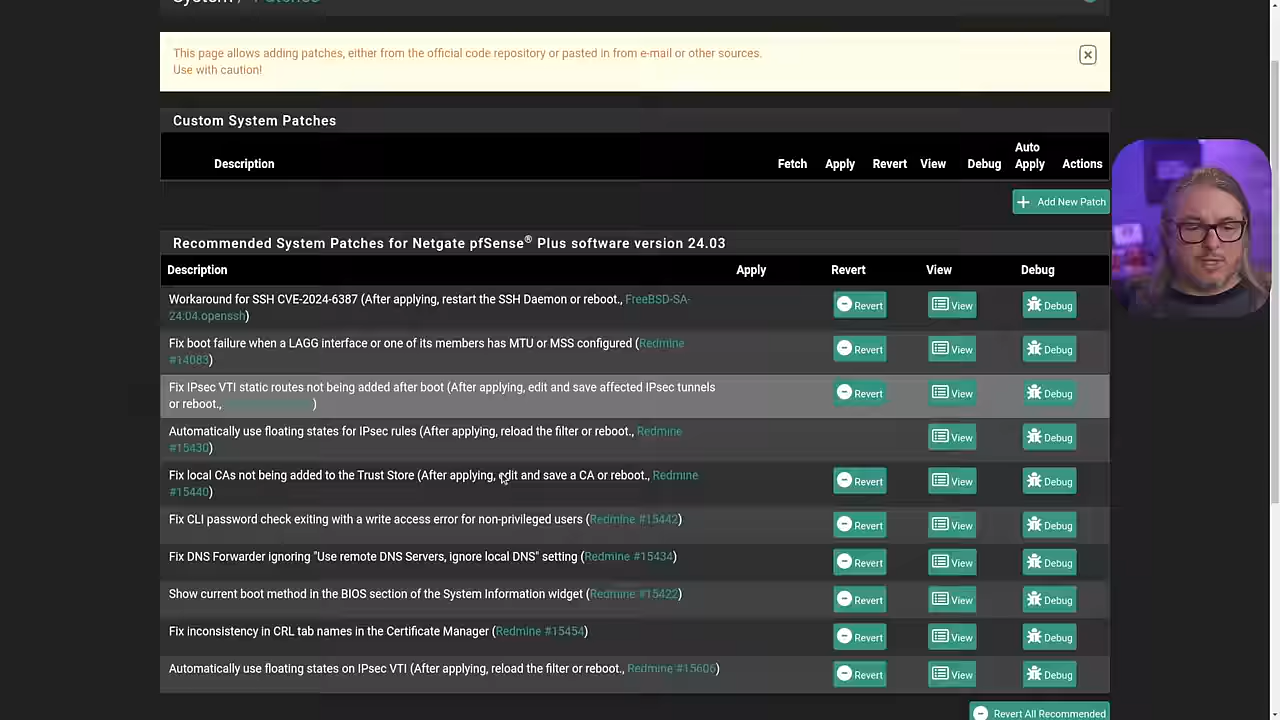 System / Patches
This page allows adding patches, either from the official code repository or pasted in from e-mail or other sources.
Use with caution!
Custom System Patches
Description Fetch Apply Revert View Debug Auto Apply Actions
Add New Patch
Recommended System Patches for Netgate pfSense® Plus software version 24.03
Description Apply Revert View Debug
Workaround for SSH CVE-2024-6387 (After applying, restart the SSH Daemon or reboot., FreeBSD-SA-
24:04.openssh)
Revert View Debug
Fix boot failure when a LAGG interface or one of its members has MTU or MSS configured (Redmine
#14083)
Revert View Debug
Fix IPsec VTI static routes not being added after boot (After applying, edit and save affected IPsec tunnels
or reboot., )
Revert View Debug
Automatically use floating states for IPsec rules (After applying, reload the filter or reboot., Redmine
#15430)
View Debug
Fix local CAs not being added to the Trust Store (After applying, edit and save a CA or reboot., Redmine
#15440)
Revert View Debug
Fix CLI password check exiting with a write access error for non-privileged users (Redmine #15442)
Revert View Debug
Fix DNS Forwarder ignoring "Use remote DNS Servers, ignore local DNS" setting (Redmine #15434)
Revert View Debug
Show current boot method in the BIOS section of the System Information widget (Redmine #15422)
Revert View Debug
Fix inconsistency in CRL tab names in the Certificate Manager (Redmine #15454)
Revert View Debug
Automatically use floating states on IPsec VTI (After applying, reload the filter or reboot., Redmine #15606)
Revert View Debug
Revert All Recommended